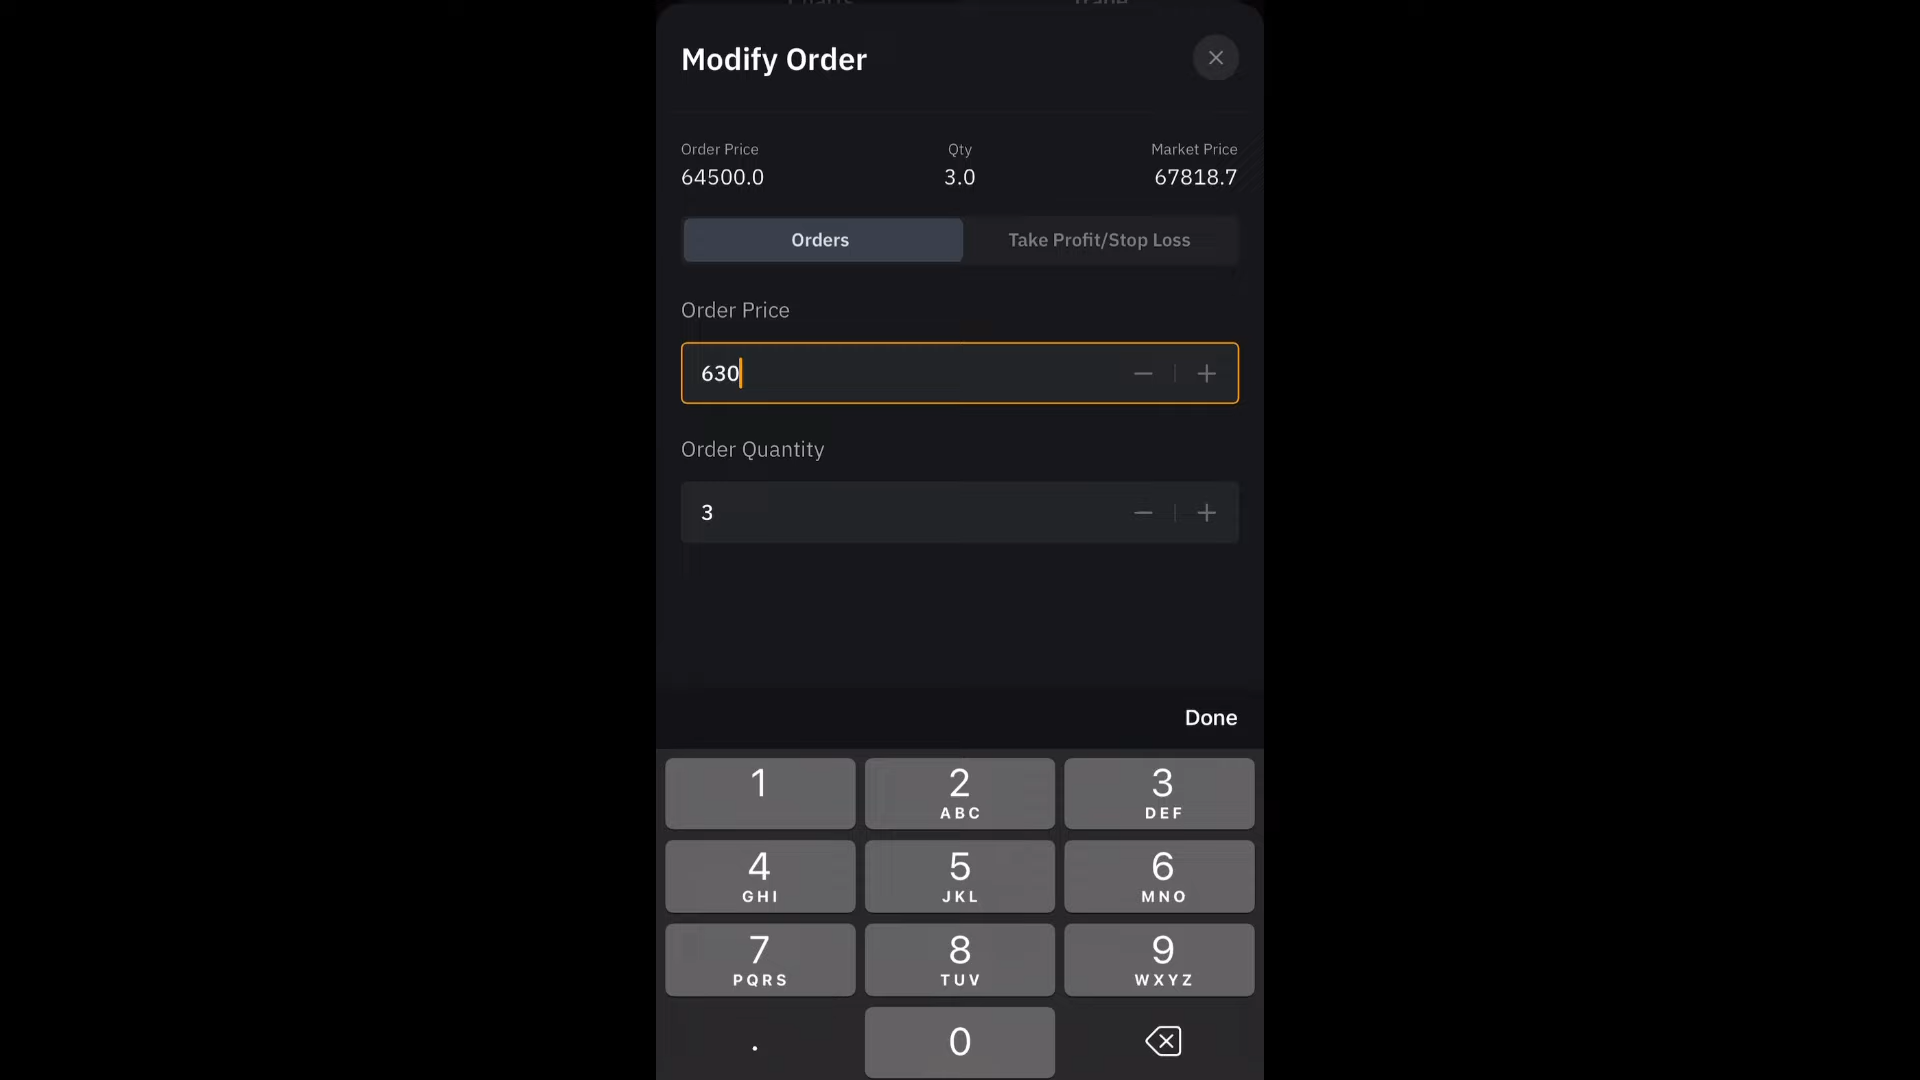 Charts Trade
Modify Order
Order Price Qty Market Price
64500.0 3.0 67818.7
Orders Take Profit/Stop Loss
Order Price
630
Order Quantity
3
Done
1 2 3
ABC DEF
4 5 6
GHI JKL MNO
7 8 9
PQRS TUV WXYZ
. 0